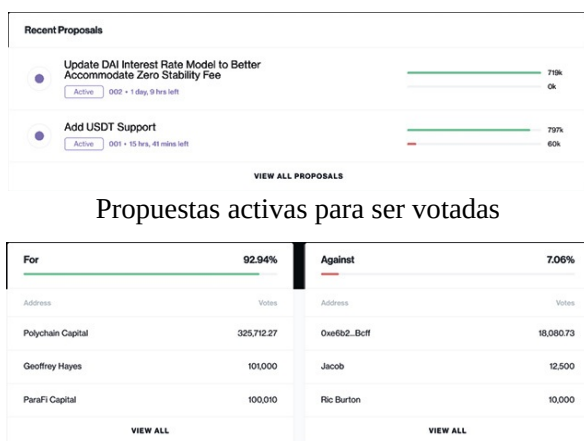 Recent Proposals
Update DAI Interest Rate Model to Better
Accommodate Zero Stability Fee
719k
Active 002 • 1 day, 9 hrs left
0k
Add USDT Support
797k
Active 001 • 15 hrs, 41 mins left
60k
VIEW ALL PROPOSALS
Propuestas activas para ser votadas
For 92.94%
Address Votes
Polychain Capital 325,712.27
Geoffrey Hayes 101,000
ParaFi Capital 100,010
VIEW ALL
Against 7.06%
Address Votes
0xe6b2...Bcff 18,080.73
Jacob 12,500
Ric Burton 10,000
VIEW ALL